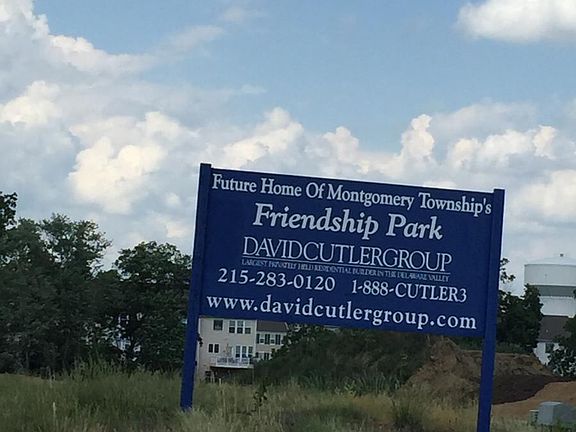 Future Home Of Montgomery Township's
Friendship Park
DAVIDCUTLERGROUP
LARGEST PRIVATELY HELD RESIDENTIAL BUILDER IN THE DELAWARE VALLEY
215-283-0120 1-888-CUTLER3
www.davidcutlergroup.com